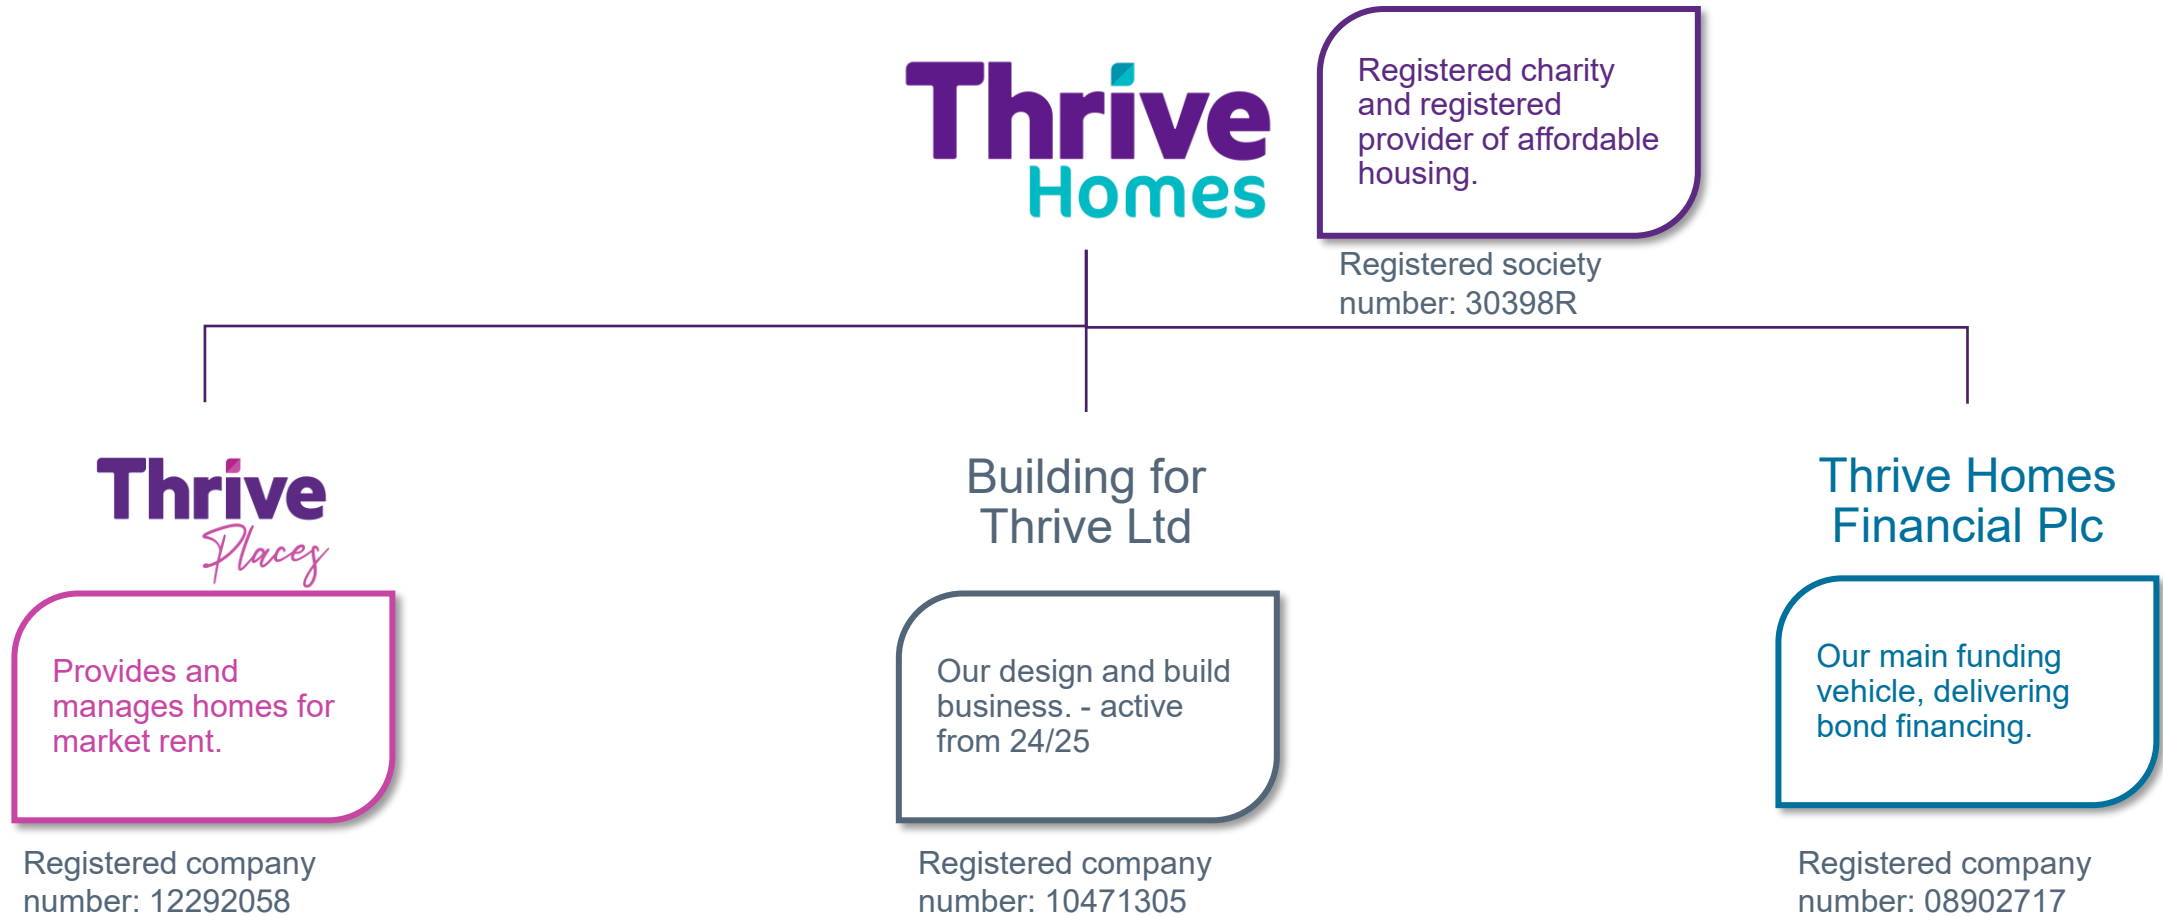 Thrive
Homes
Registered charity
and registered
provider of affordable
housing.
Registered society
number: 30398R
Thrive
Places
Provides and
manages homes for
market rent.
Registered company
number: 12292058
Building for
Thrive Ltd
Our design and build
business. - active
from 24/25
Registered company
number: 10471305
Thrive Homes
Financial Plc
Our main funding
vehicle, delivering
bond financing.
Registered company
number: 08902717